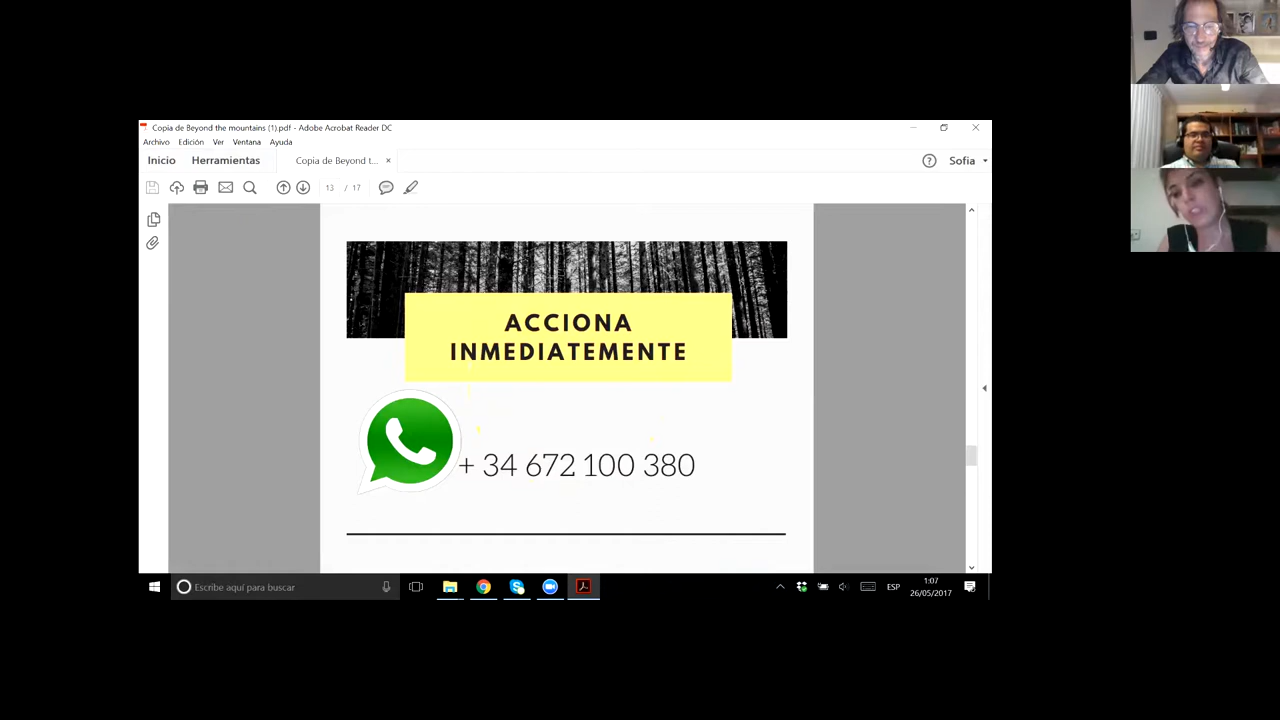 Copia de Beyond the mountains (1).pdf - Adobe Acrobat Reader DC
Archivo Edición Ver Ventana Ayuda
Inicio Herramientas Copia de Beyond t... × Sofia
13 / 17
ACCIONA
INMEDIATEMENTE
+ 34 672 100 380
Escribe aquí para buscar ESP 1:07
26/05/2017